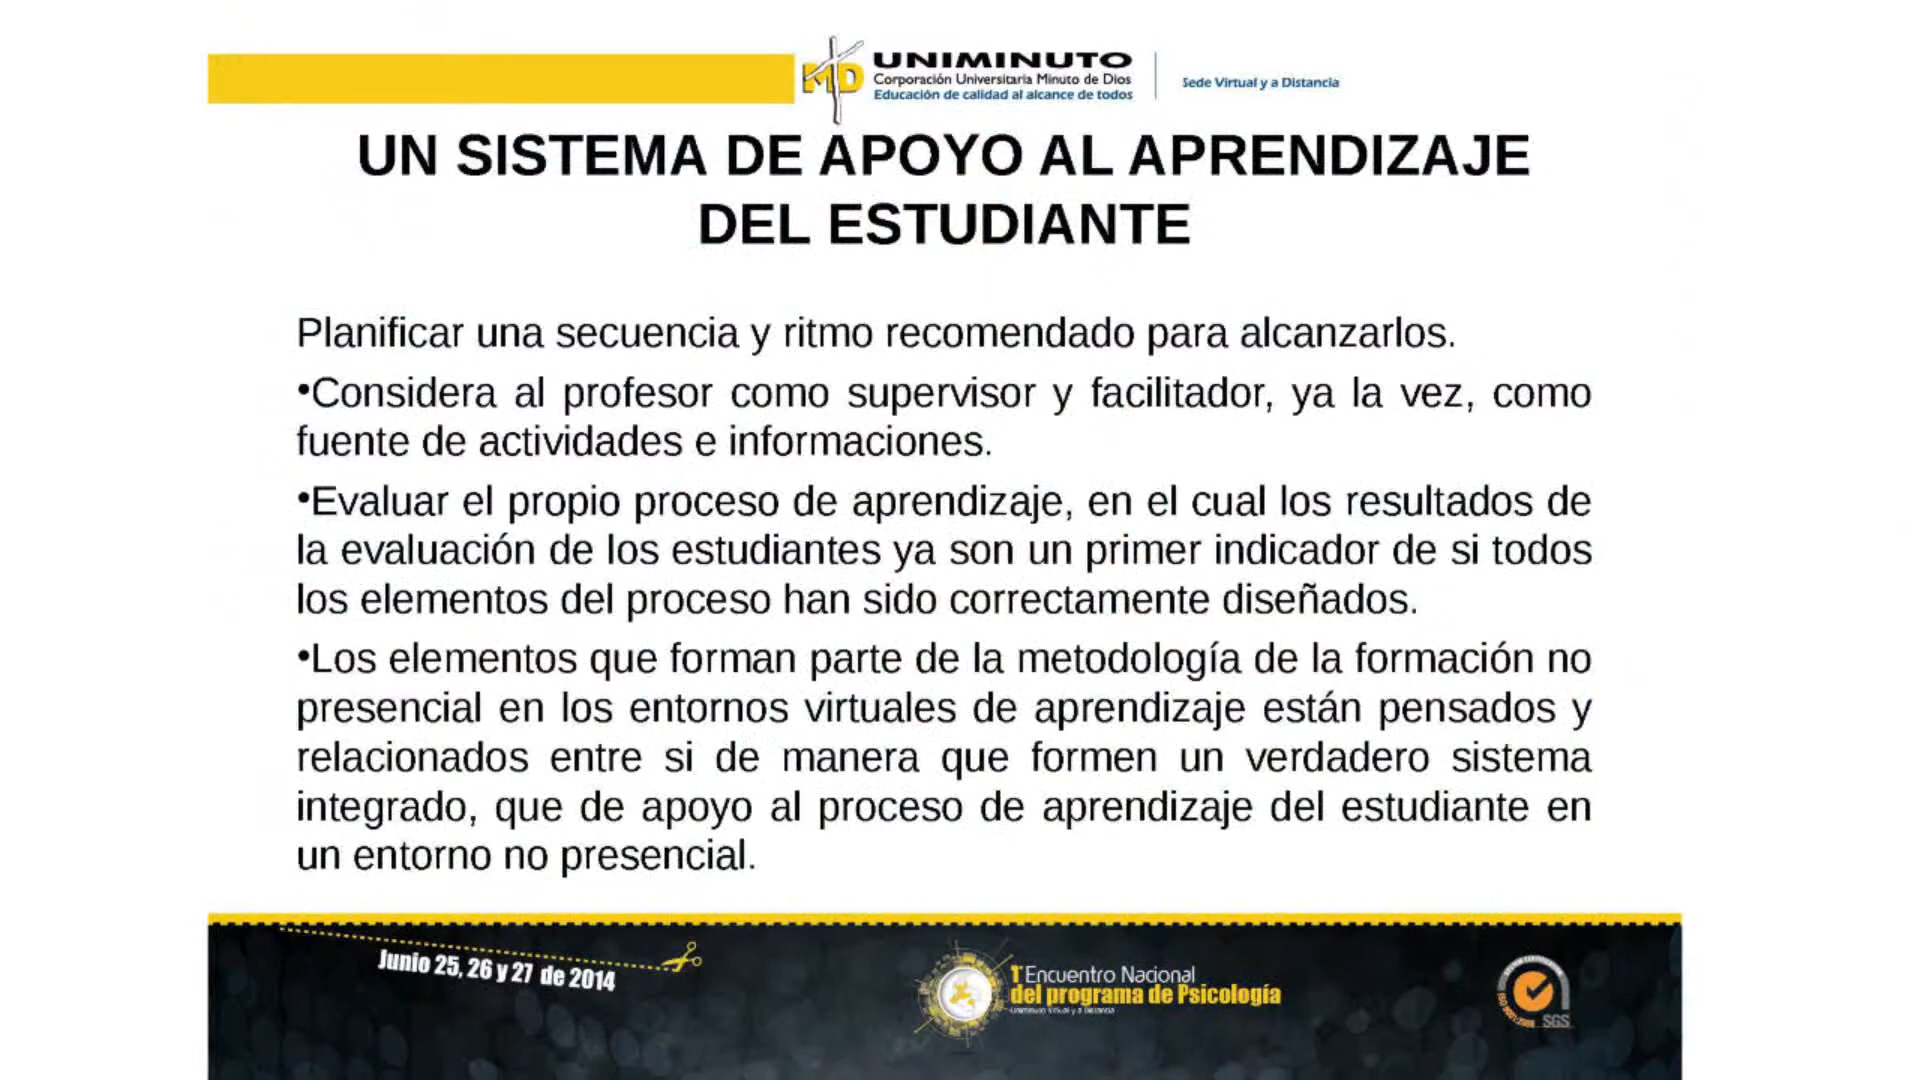 MD
UNIMINUTO
Corporación Universitaria Minuto de Dios
Educación de calidad al alcance de todos
Sede Virtual y a Distancia
UN SISTEMA DE APOYO AL APRENDIZAJE
DEL ESTUDIANTE
Planificar una secuencia y ritmo recomendado para alcanzarlos.
•Considera al profesor como supervisor y facilitador, ya la vez, como
fuente de actividades e informaciones.
•Evaluar el propio proceso de aprendizaje, en el cual los resultados de
la evaluación de los estudiantes ya son un primer indicador de si todos
los elementos del proceso han sido correctamente diseñados.
•Los elementos que forman parte de la metodología de la formación no
presencial en los entornos virtuales de aprendizaje están pensados y
relacionados entre si de manera que formen un verdadero sistema
integrado, que de apoyo al proceso de aprendizaje del estudiante en
un entorno no presencial.
Junio 25, 26 y 27 de 2014
1er Encuentro Nacional
del programa de Psicología
Uniminuto Virtual y a Distancia
SGS